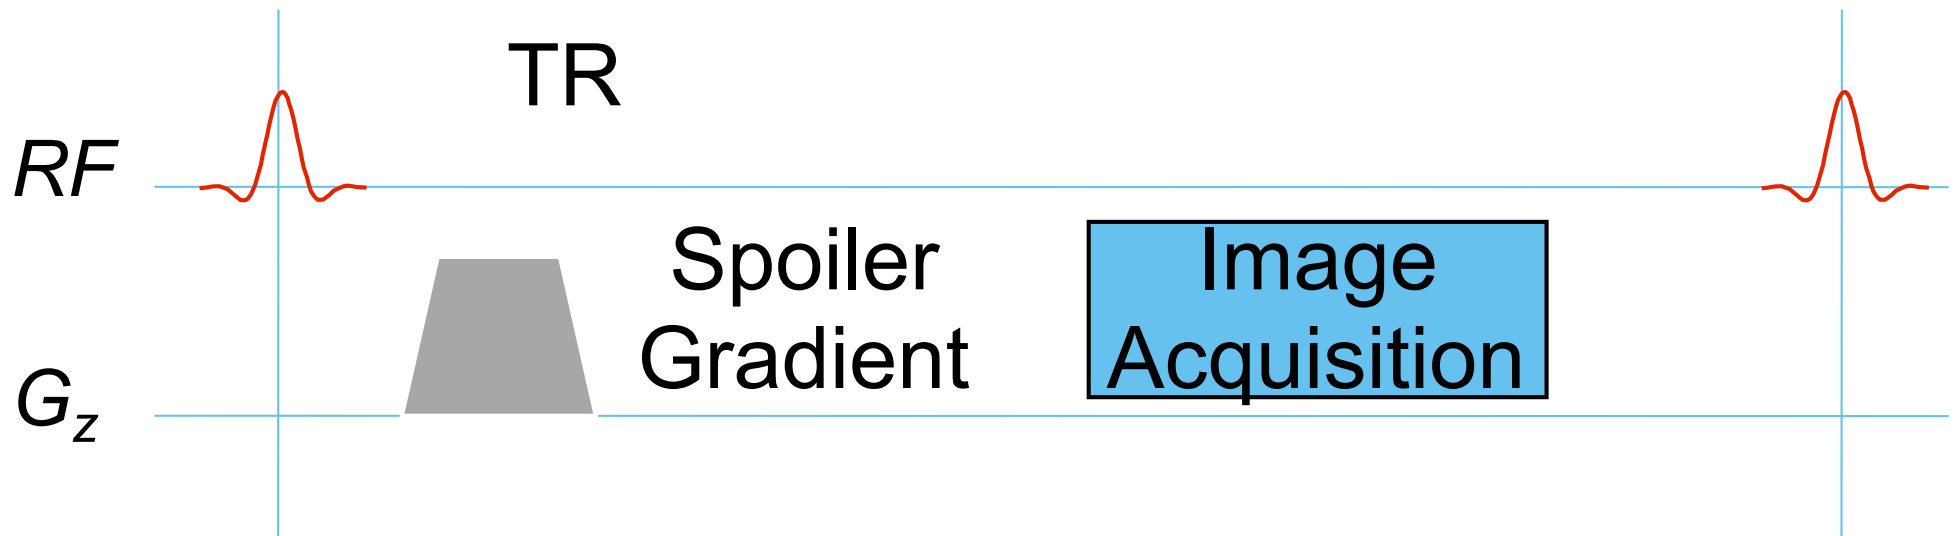 TR
RF
Spoiler
Gradient
Image
Acquisition
Gz